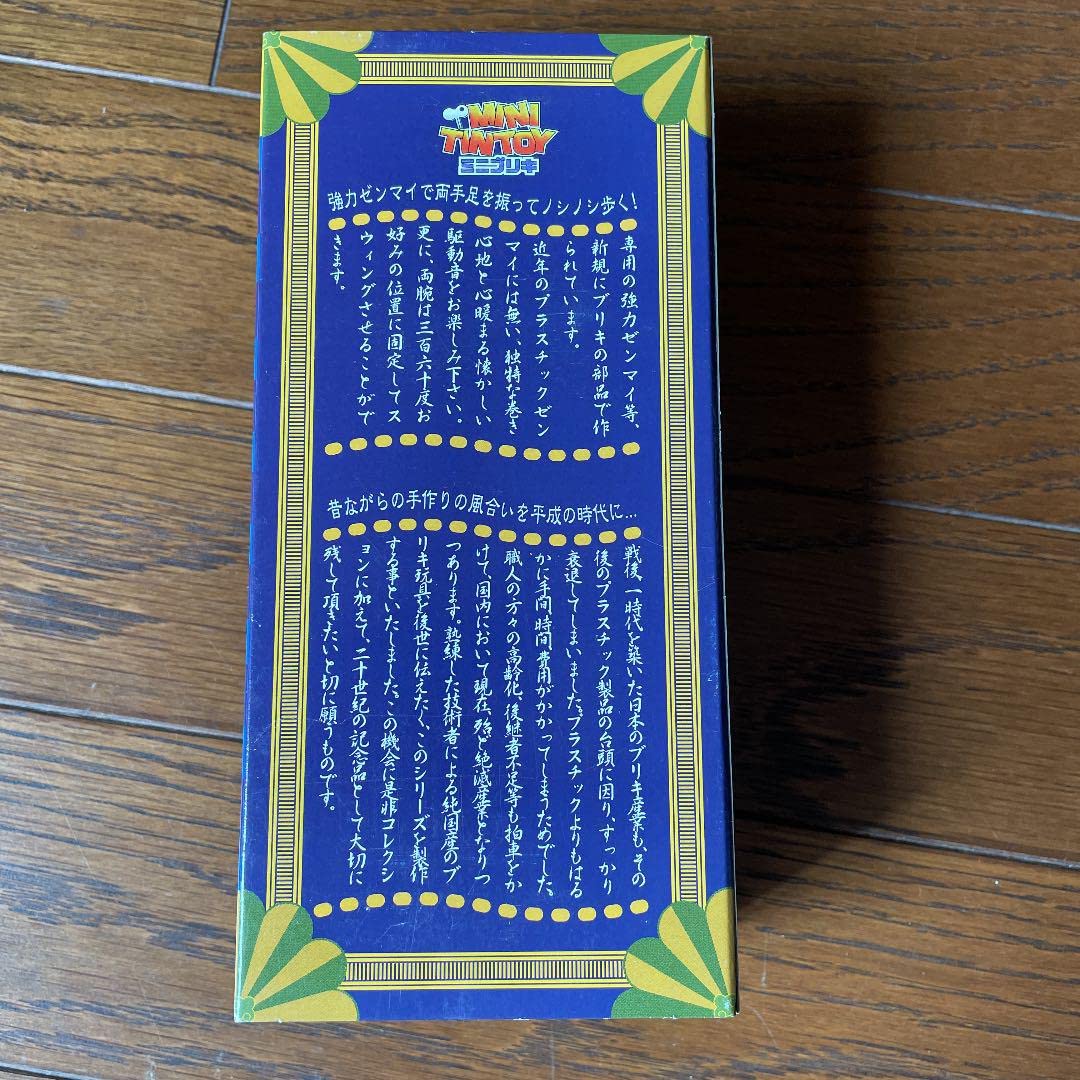 MINI
TINTOY
ミニブリキ
強力ゼンマイで両手足を振ってノシノシ歩く!
専用の強力ゼンマイ等、
新規にブリキの部品で作
られています。
近年のプラスチックゼン
マイには無い、独特な巻き
心地と心暖まる懐かしい
駆動音をお楽しみ下さい。
更に、両腕は三百六十度お
好みの位置に固定してス
ウィングさせることがで
きます。
昔ながらの手作りの風合いを平成の時代に…
戦後一時代を築いた日本のブリキ産業も、その
後のプラスチック製品の台頭に因り、すっかり
衰退してしまいました。プラスチックよりもはる
かに手間時間費用がかかってしまうためでした。
職人の方々の高齢化、後継者不足等も拍車をか
けて、国内において現在、殆ど絶滅産業となりつ
つあります。熟練した技術者による純国産のブ
リキ玩具を後世に伝えたく、このシリーズを製作
する事といたしました。この機会に是非コレクシ
ョンに加えて、二十世紀の記念品として大切に
残して頂きたいと切に願うものです。